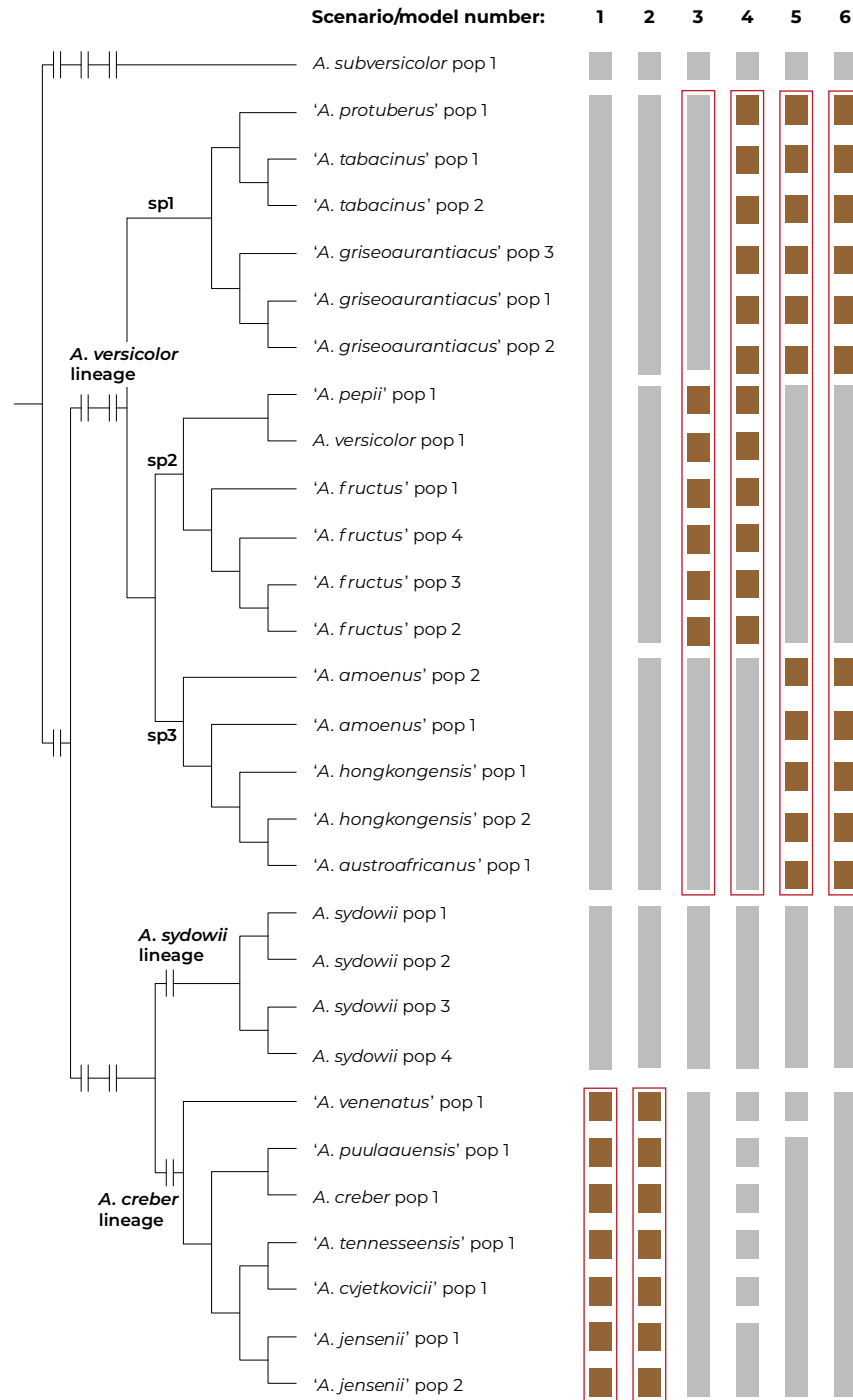 Scenario/model number: 1 2 3 4 5 6
A. subversicolor pop 1
‘A. protuberus’ pop 1
‘A. tabacinus’ pop 1
sp1
‘A. tabacinus’ pop 2
‘A. griseoaurantiacus’ pop 3
‘A. griseoaurantiacus’ pop 1
‘A. griseoaurantiacus’ pop 2
A. versicolor
lineage
‘A. pepii’ pop 1
A. versicolor pop 1
sp2
‘A. fructus’ pop 1
‘A. fructus’ pop 4
‘A. fructus’ pop 3
‘A. fructus’ pop 2
‘A. amoenus’ pop 2
‘A. amoenus’ pop 1
sp3
‘A. hongkongensis’ pop 1
‘A. hongkongensis’ pop 2
‘A. austroafricanus’ pop 1
A. sydowii pop 1
A. sydowii
lineage
A. sydowii pop 2
A. sydowii pop 3
A. sydowii pop 4
‘A. venenatus’ pop 1
‘A. puulaauensis’ pop 1
A. creber pop 1
A. creber
lineage
‘A. tennesseensis’ pop 1
‘A. cvjetkovicii’ pop 1
‘A. jensenii’ pop 1
‘A. jensenii’ pop 2